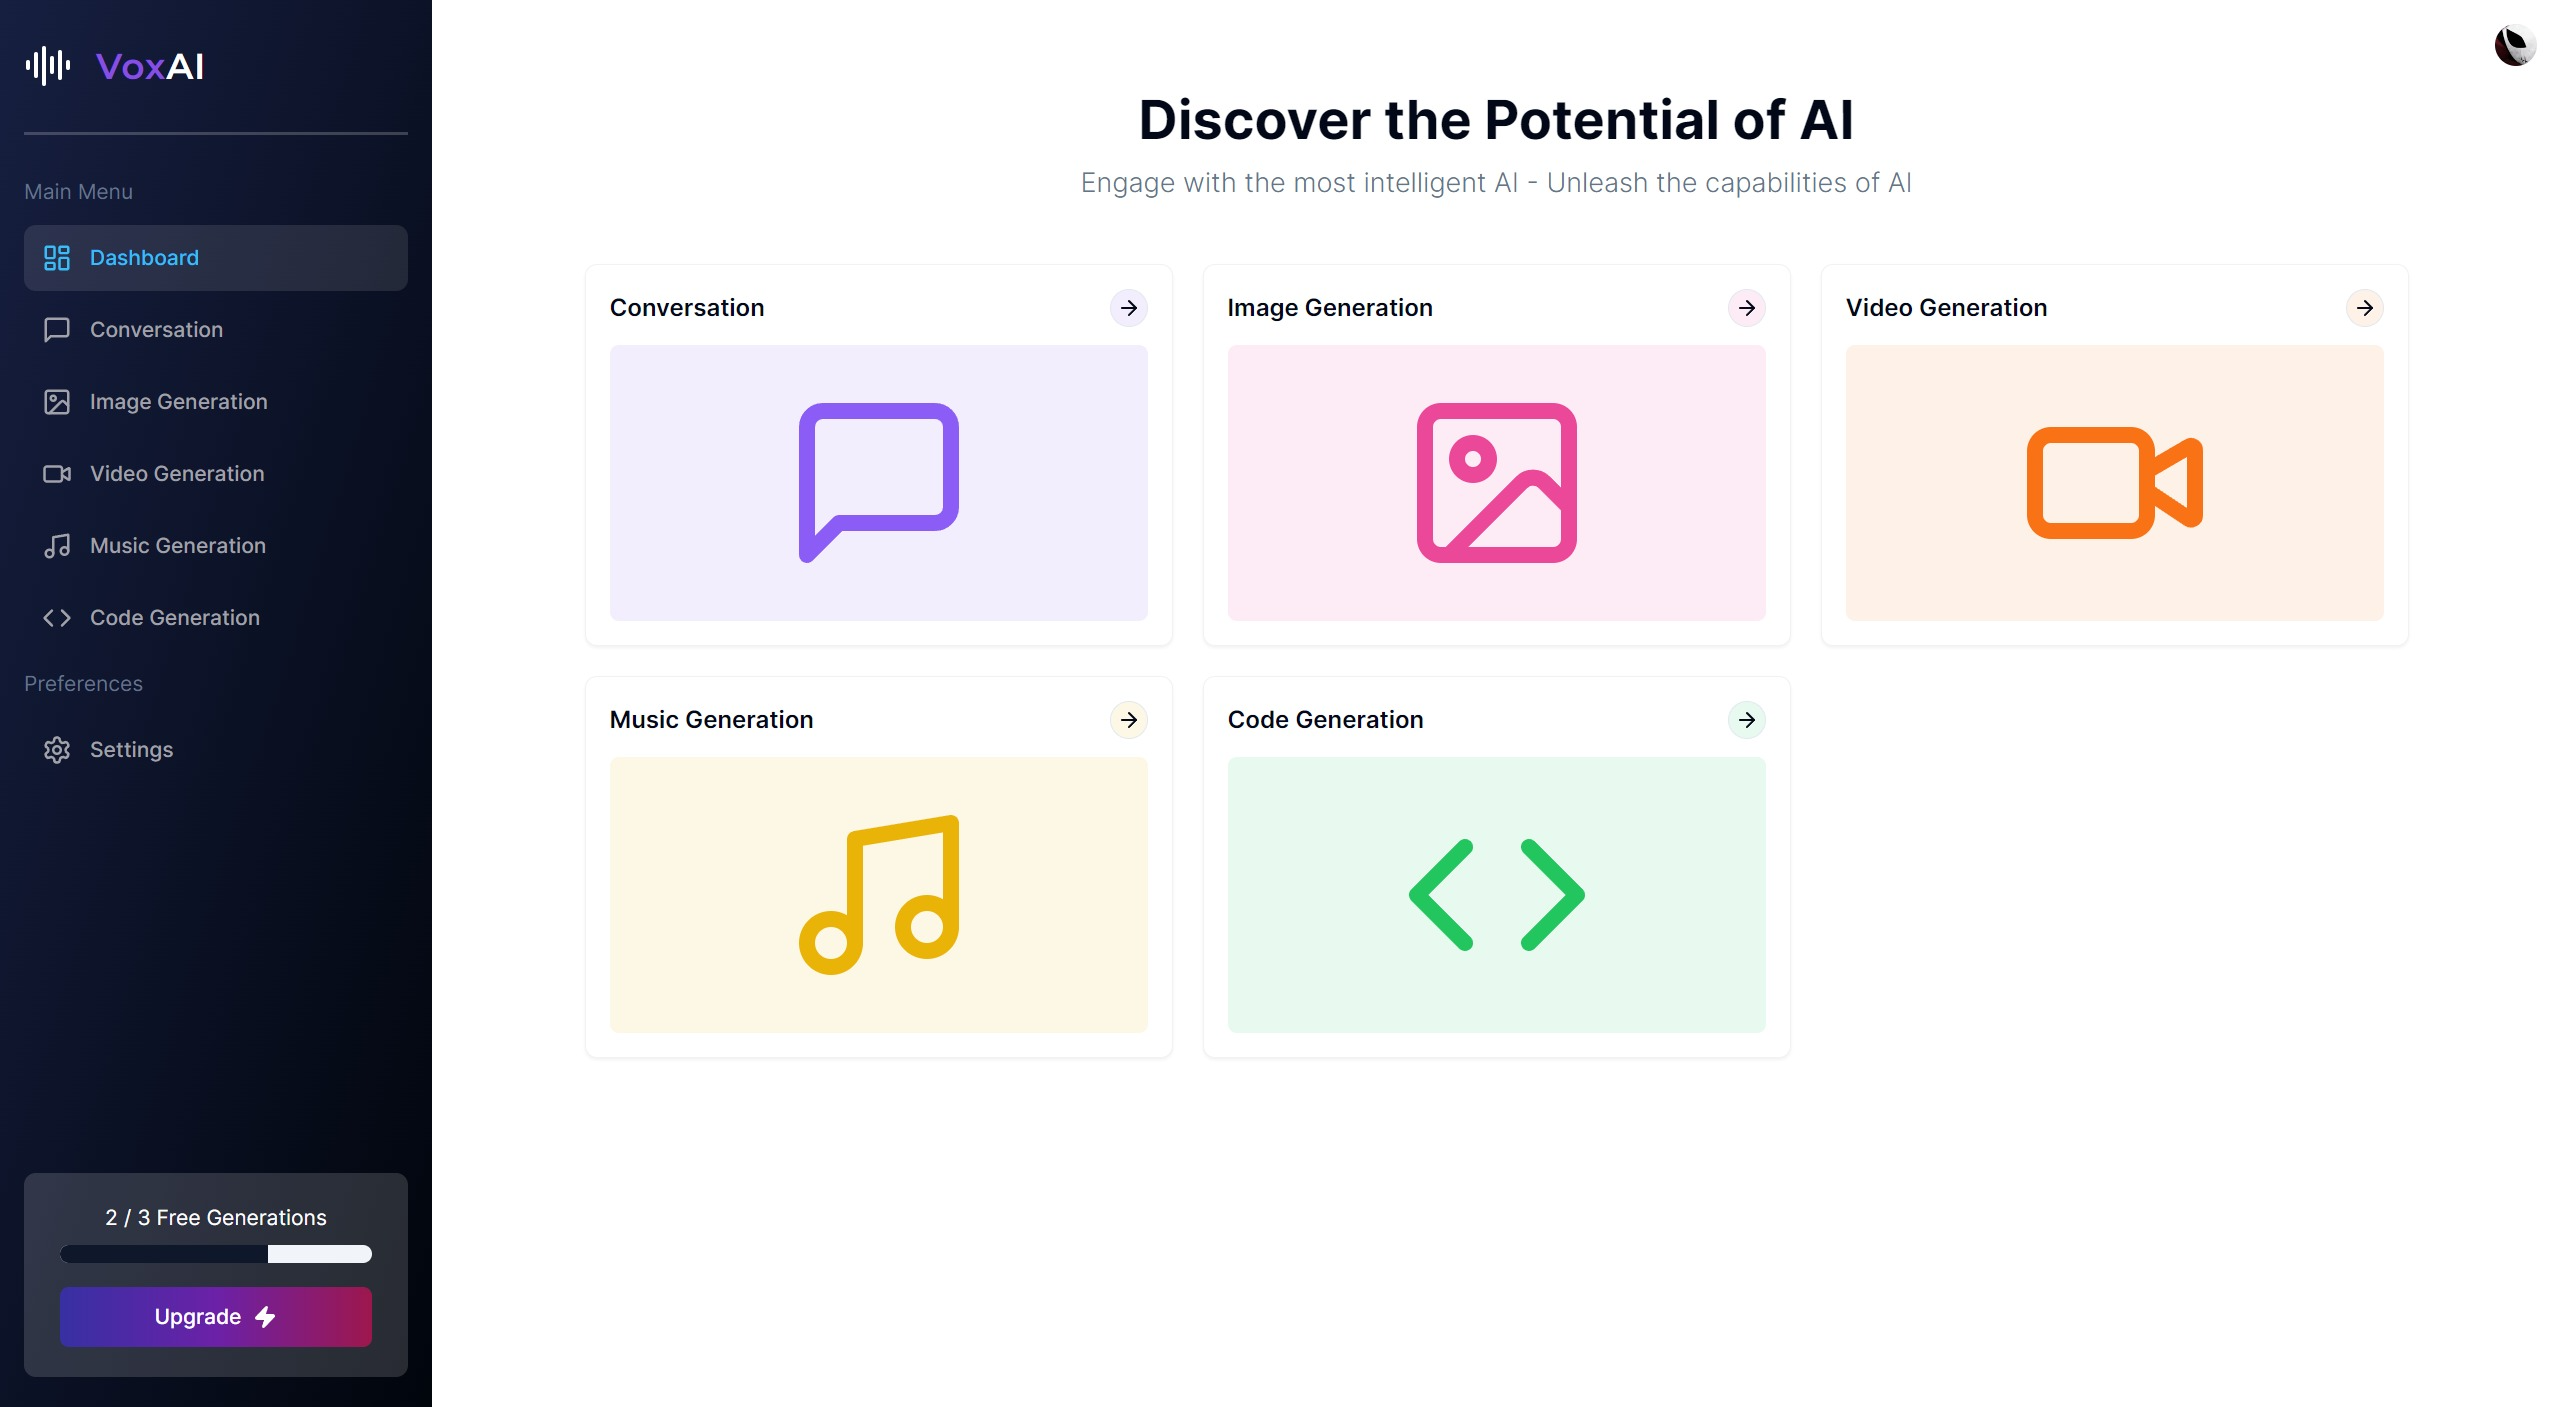 VoxAI
Main Menu
Dashboard
Conversation
Image Generation
Video Generation
Music Generation
Code Generation
Preferences
Settings
2 / 3 Free Generations
Upgrade
Discover the Potential of AI
Engage with the most intelligent AI - Unleash the capabilities of AI
Conversation
Image Generation
Video Generation
Music Generation
Code Generation